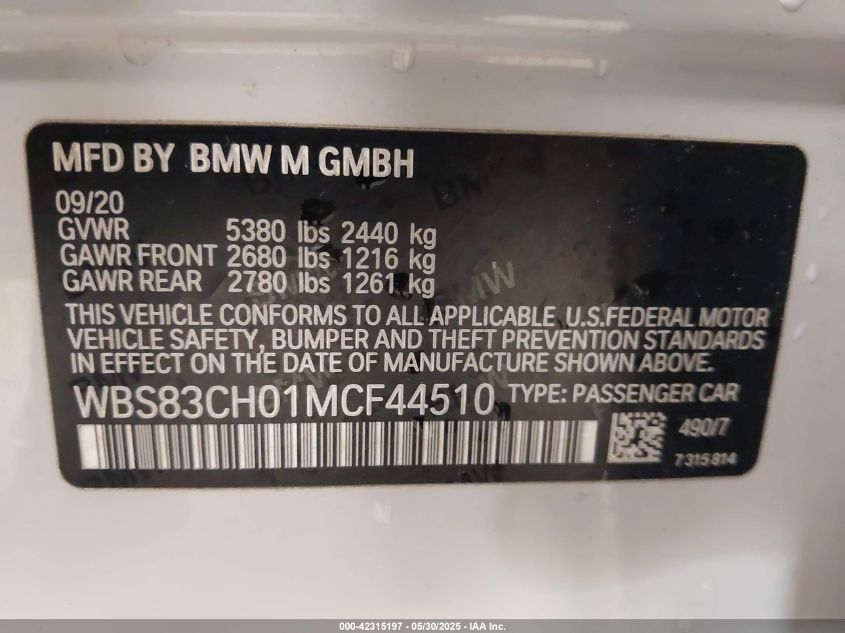 MFD BY BMW M GMBH
09/20
GVWR 5380 lbs 2440 kg
GAWR FRONT 2680 lbs 1216 kg
GAWR REAR 2780 lbs 1261 kg
THIS VEHICLE CONFORMS TO ALL APPLICABLE U.S.FEDERAL MOTOR
VEHICLE SAFETY, BUMPER AND THEFT PREVENTION STANDARDS
IN EFFECT ON THE DATE OF MANUFACTURE SHOWN ABOVE.
WBS83CH01MCF44510 TYPE: PASSENGER CAR
490/7
7315814
000-42315197 - 05/30/2025 - IAA Inc.